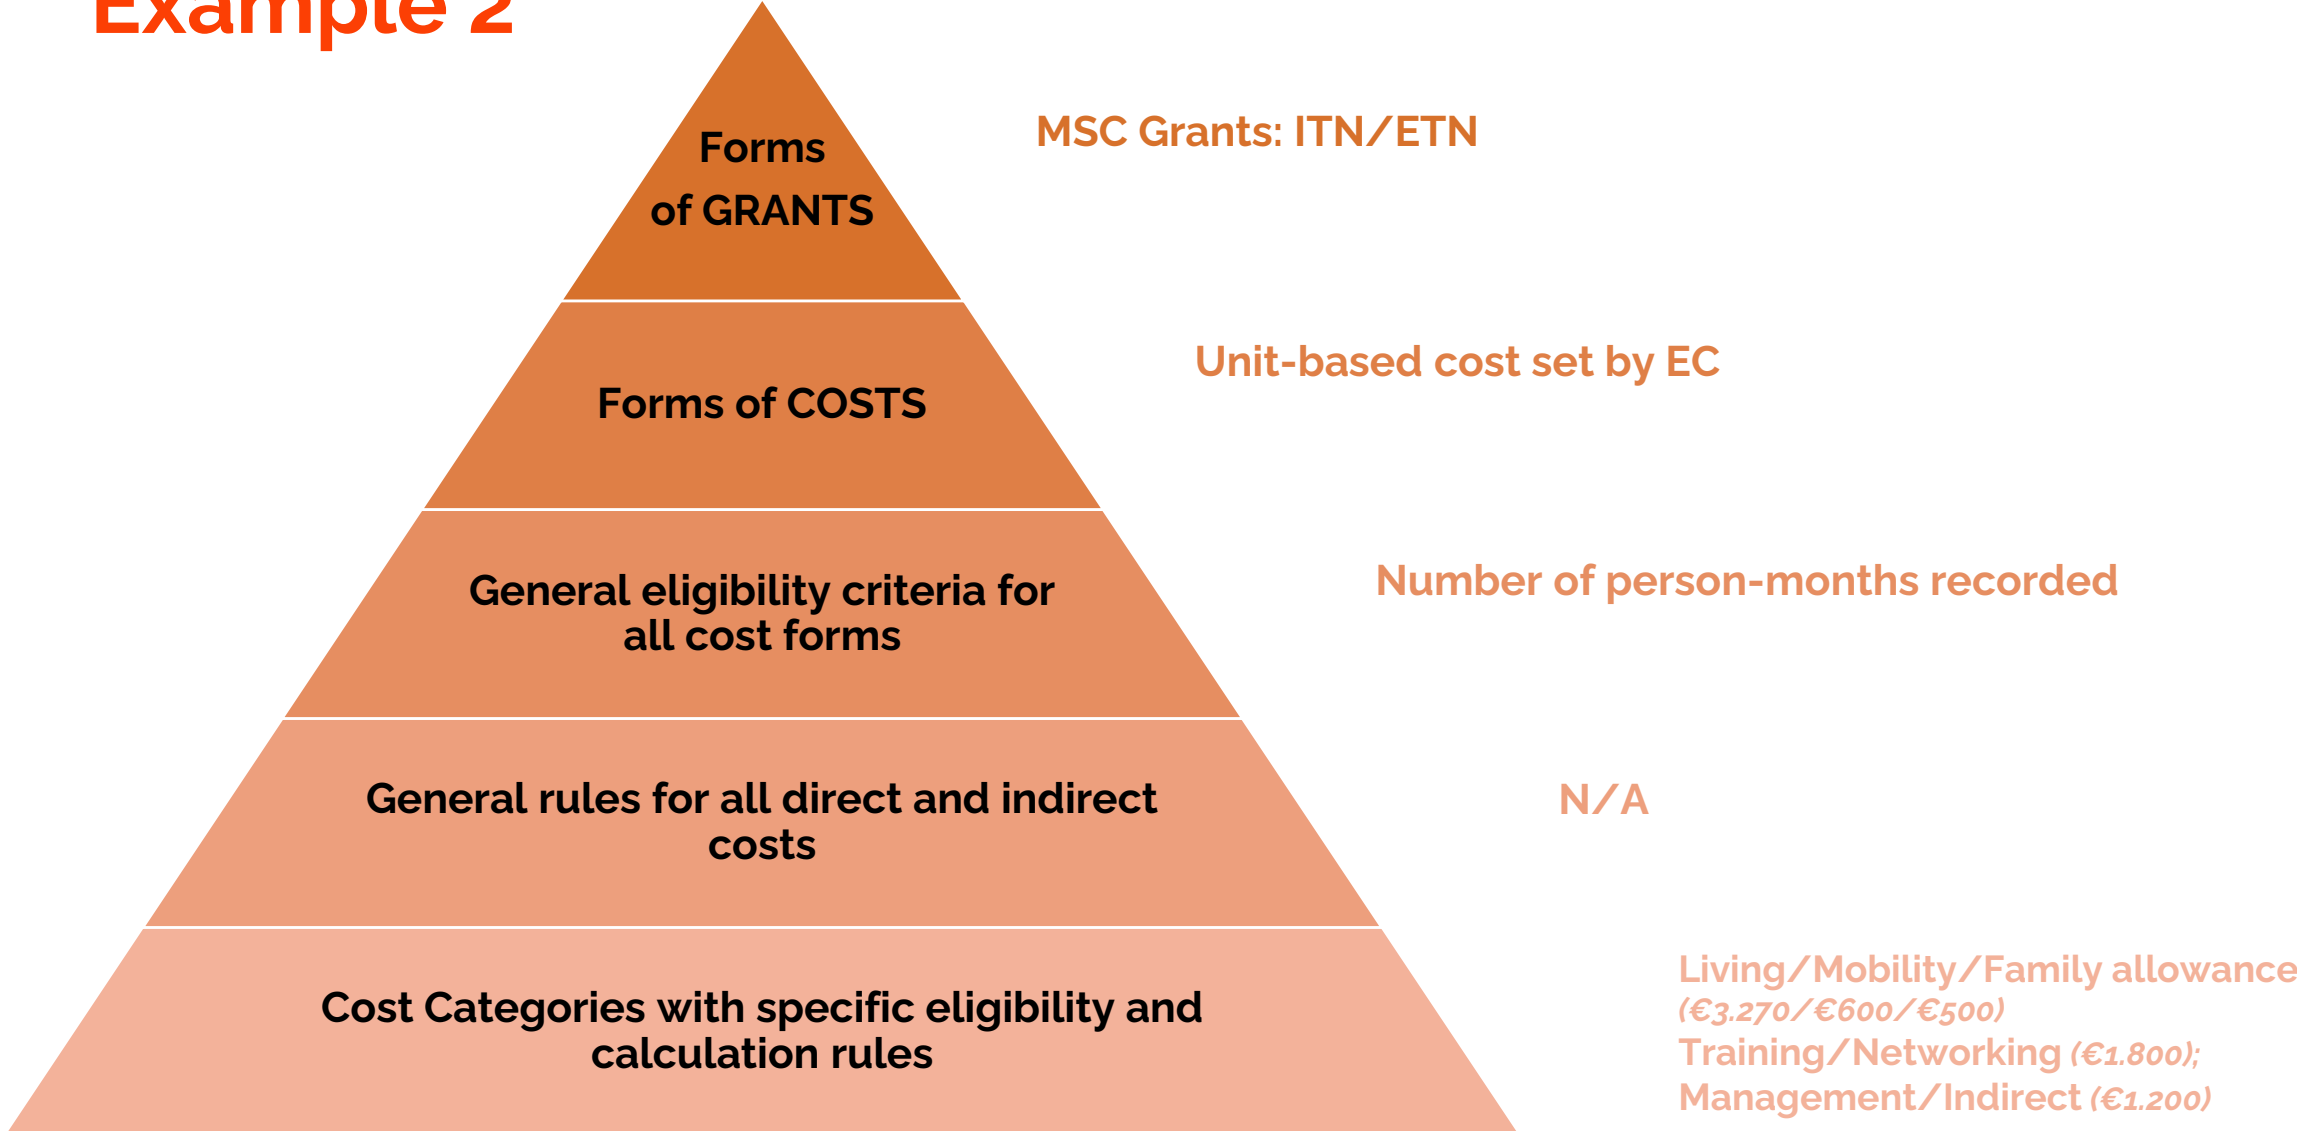 Example 2
Forms
of GRANTS
MSC Grants: ITN/ETN
Forms of COSTS
Unit-based cost set by EC
General eligibility criteria for
all cost forms
Number of person-months recorded
General rules for all direct and indirect
costs
N/A
Cost Categories with specific eligibility and
calculation rules
Living/Mobility/Family allowance
(€3.270/€600/€500)
Training/Networking (€1.800);
Management/Indirect (€1.200)